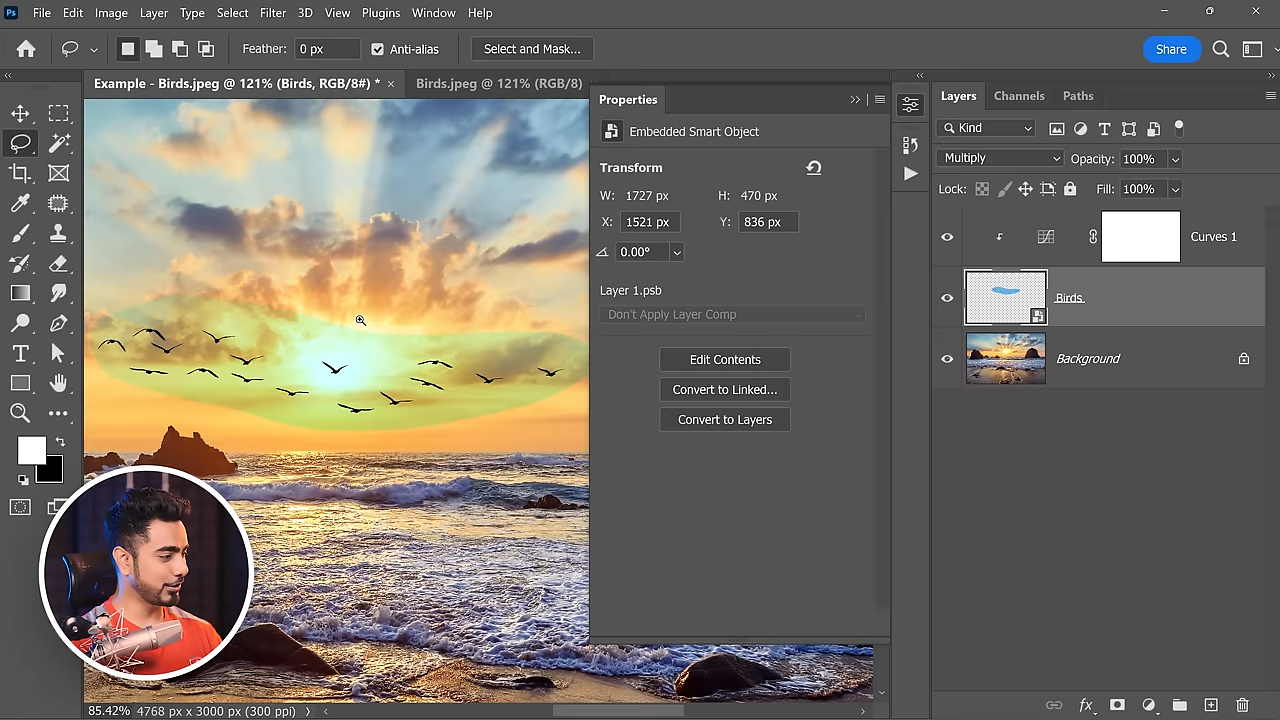 Ps File Edit Image Layer Type Select Filter 3D View Plugins Window Help
Feather: 0 px Anti-alias Select and Mask... Share
Example - Birds.jpeg @ 121% (Birds, RGB/8#) * × Birds.jpeg @ 121% (RGB/8)
Properties
Embedded Smart Object
Transform
W: 1727 px H: 470 px
X: 1521 px Y: 836 px
0.00°
Layer 1.psb
Don't Apply Layer Comp
Edit Contents
Convert to Linked...
Convert to Layers
Layers Channels Paths
Kind
Multiply Opacity: 100%
Lock: Fill: 100%
Curves 1
Birds
Background
85.42% 4768 px x 3000 px (300 ppi)